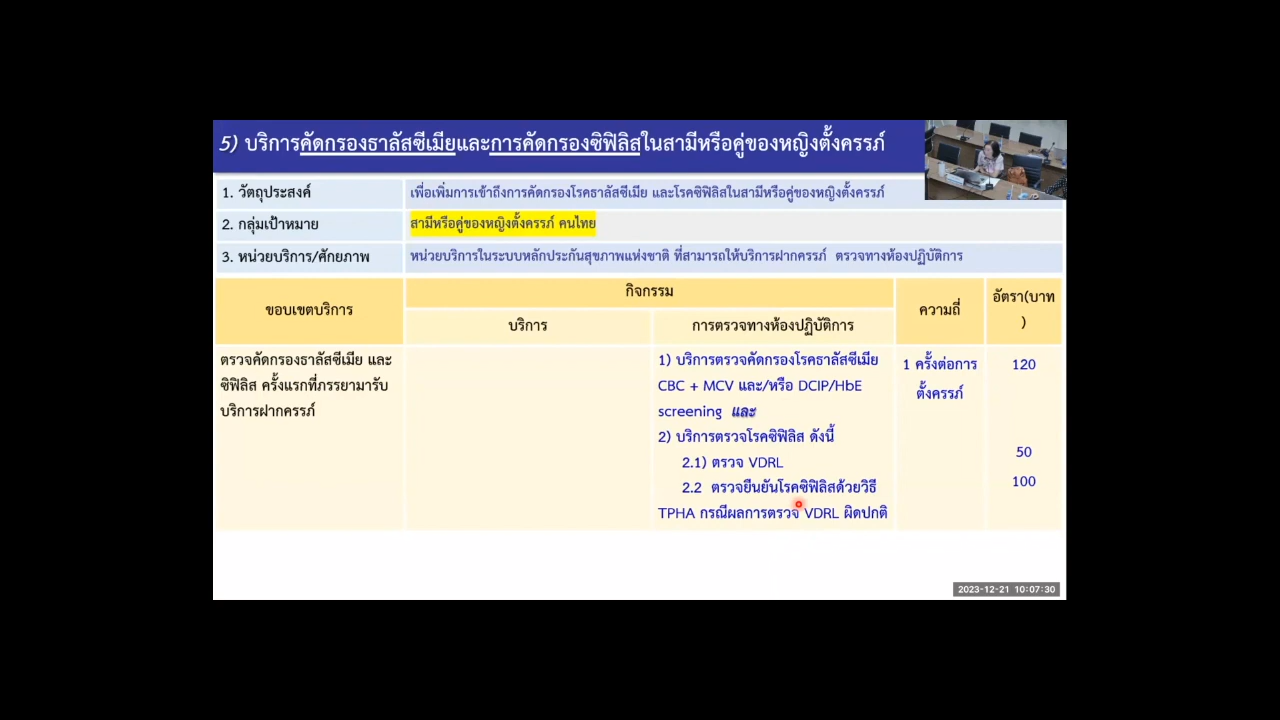 5) บริการคัดกรองธาลัสซีเมียและการคัดกรองซิฟิลิสในสามีหรือคู่ของหญิงตั้งครรภ์
1. วัตถุประสงค์ เพื่อเพิ่มการเข้าถึงการคัดกรองโรคธาลัสซีเมีย และโรคซิฟิลิสในสามีหรือคู่ของหญิงตั้งครรภ์
2. กลุ่มเป้าหมาย สามีหรือคู่ของหญิงตั้งครรภ์ คนไทย
3. หน่วยบริการ/ศักยภาพ หน่วยบริการในระบบหลักประกันสุขภาพแห่งชาติ ที่สามารถให้บริการฝากครรภ์ ตรวจทางห้องปฏิบัติการ
ขอบเขตบริการ
กิจกรรม
บริการ
การตรวจทางห้องปฏิบัติการ
ความถี่
อัตรา(บาท
)
ตรวจคัดกรองธาลัสซีเมีย และ
ซิฟิลิส ครั้งแรกที่ภรรยามารับ
บริการฝากครรภ์
1) บริการตรวจคัดกรองโรคธาลัสซีเมีย
CBC + MCV และ/หรือ DCIP/HbE
screening และ
2) บริการตรวจโรคซิฟิลิส ดังนี้
2.1) ตรวจ VDRL
2.2 ตรวจยืนยันโรคซิฟิลิสด้วยวิธี
TPHA กรณีผลการตรวจ VDRL ผิดปกติ
1 ครั้งต่อการ
ตั้งครรภ์
120
50
100
2023-12-21 10:07:30